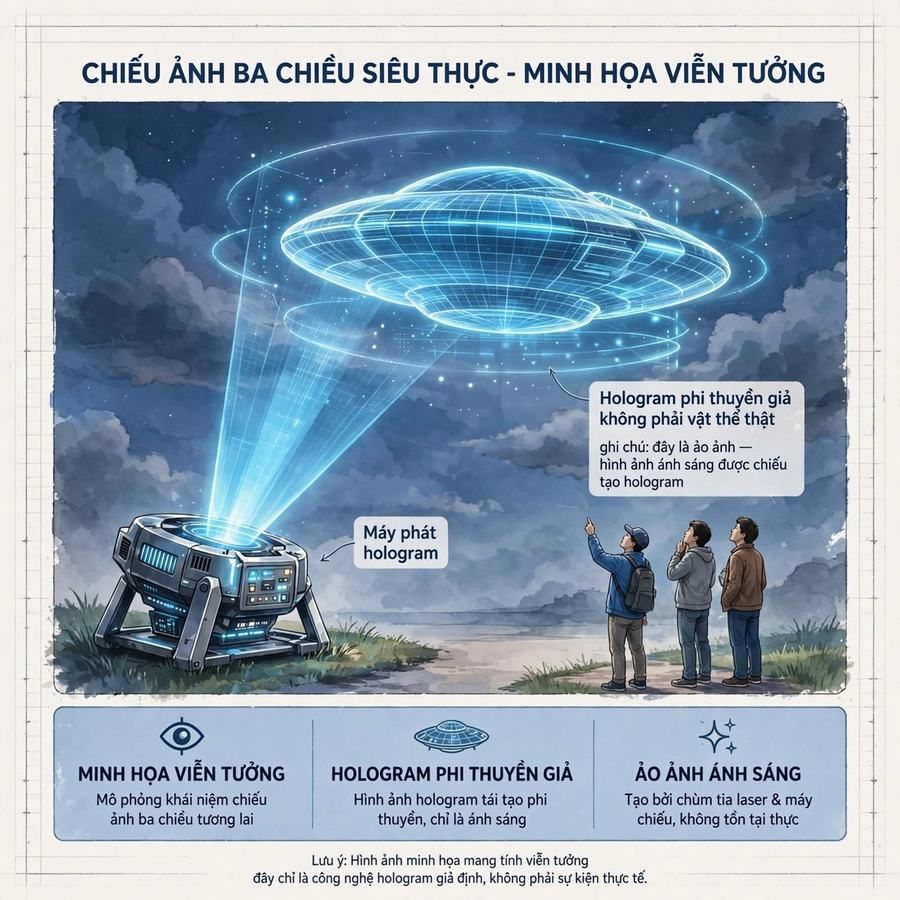 CHIẾU ẢNH BA CHIỀU SIÊU THỰC - MINH HỌA VIỄN TƯỞNG
Hologram phi thuyền giả
không phải vật thể thật
ghi chú: đây là ảo ảnh —
hình ảnh ánh sáng được chiếu
tạo hologram
Máy phát
hologram
MINH HỌA VIỄN TƯỞNG
Mô phỏng khái niệm chiếu
ảnh ba chiều tương lai
HOLOGRAM PHI THUYỀN GIẢ
Hình ảnh hologram tái tạo phi
thuyền, chỉ là ánh sáng
ẢO ẢNH ÁNH SÁNG
Tạo bởi chùm tia laser & máy
chiếu, không tồn tại thực
Lưu ý: Hình ảnh minh họa mang tính viễn tưởng
đây chỉ là công nghệ hologram giả định, không phải sự kiện thực tế.